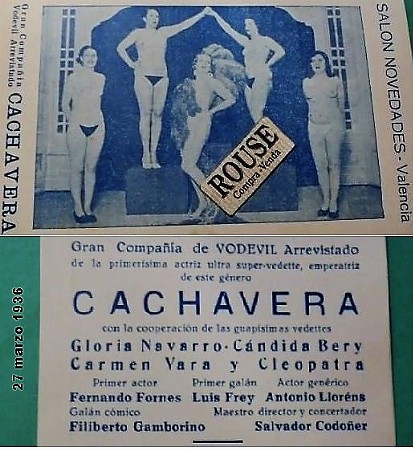 Gran Compañía
Vodevil Arrevistado
CACHAVERA
SALON NOVEDADES - Valencia
ROUSE
Compra - Venda
27 marzo 1936
Gran Compañía de VODEVIL Arrevistado
de la primerísima actriz ultra super-vedette, emperatriz
de este género
CACHAVERA
con la cooperación de las guapísimas vedettes
Gloria Navarro - Cándida Bery
Carmen Vara y Cleopatra
Primer actor Primer galán Actor genérico
Fernando Fornes Luis Frey Antonio Lloréns
Galán cómico Maestro director y concertador
Filiberto Gamborino Salvador Codoñer